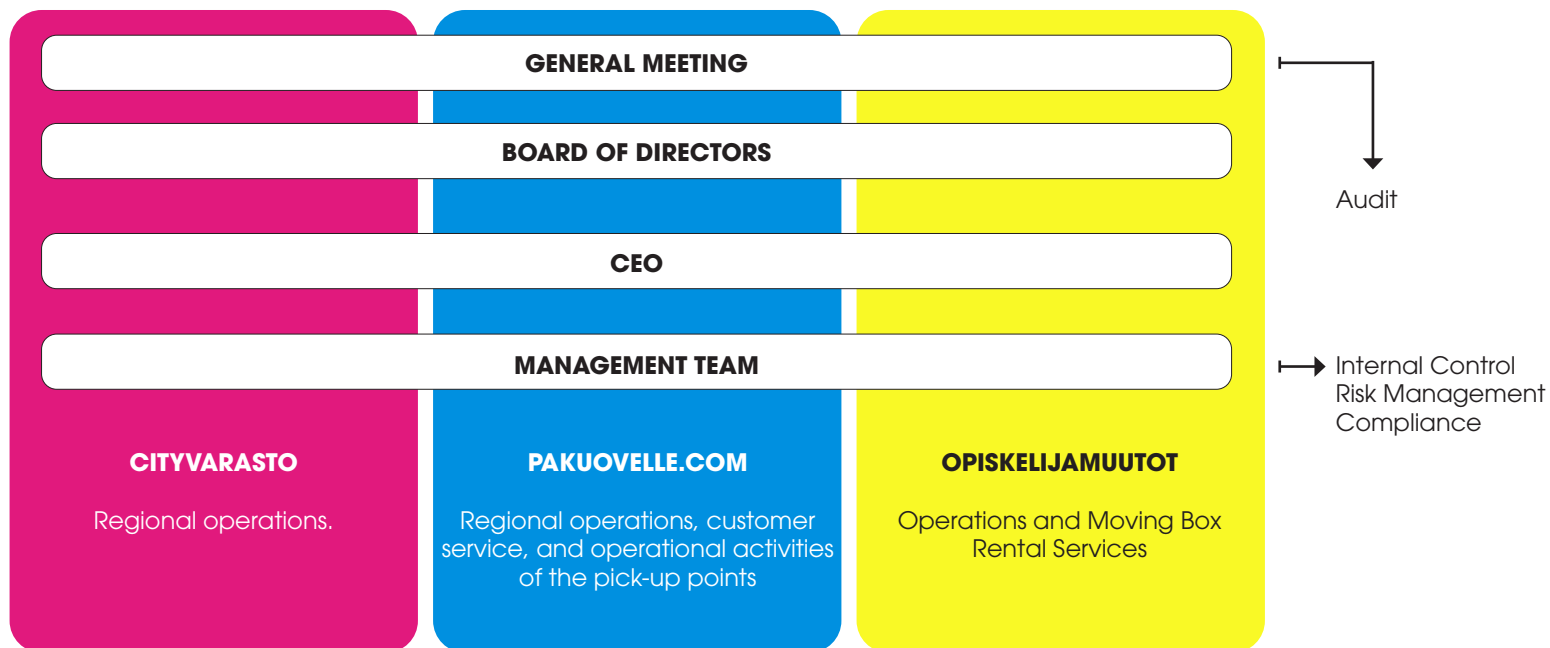 GENERAL MEETING
BOARD OF DIRECTORS
Audit
CEO
MANAGEMENT TEAM
Internal Control
Risk Management
Compliance
CITYVARASTO
Regional operations.
PAKUOVELLE.COM
Regional operations, customer
service, and operational activities
of the pick-up points
OPISKELIJAMUUTOT
Operations and Moving Box
Rental Services